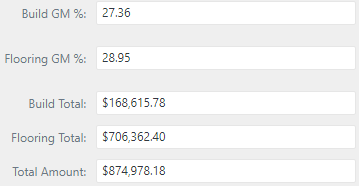 Build GM %: 27.36
Flooring GM %: 28.95
Build Total: $168,615.78
Flooring Total: $706,362.40
Total Amount: $874,978.18